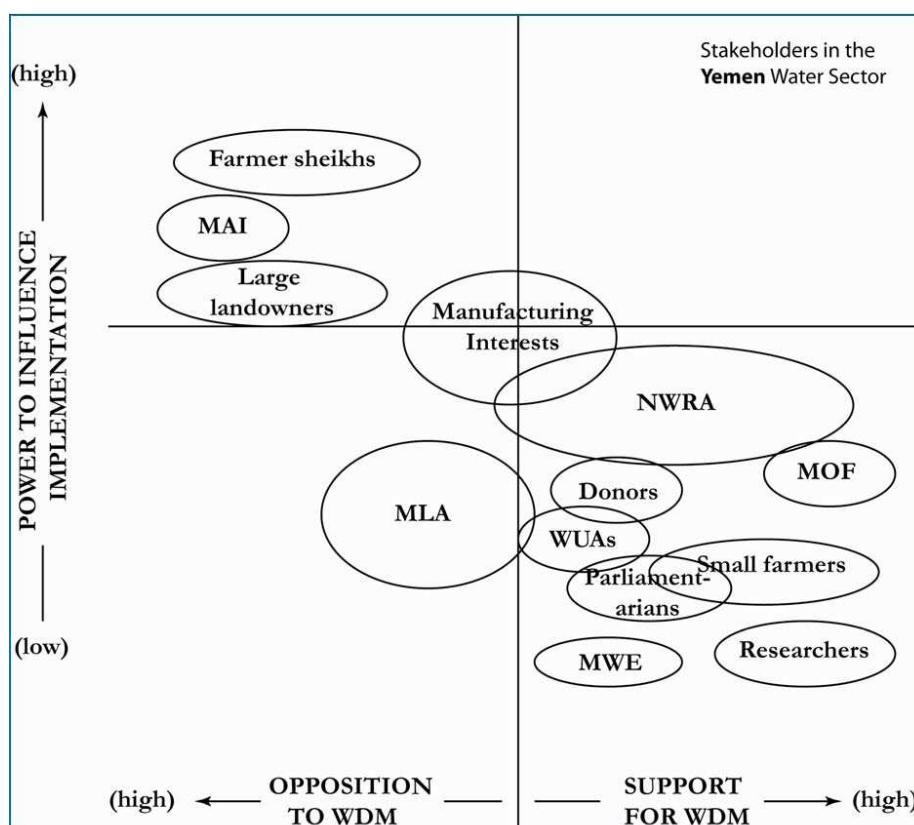 Stakeholders in the
Yemen Water Sector
(high)
POWER TO INFLUENCE
IMPLEMENTATION
(low)
Farmer sheikhs
MAI
Large
landowners
Manufacturing
Interests
NWRA
MOF
Donors
MLA
WUAs
Small farmers
Parliament-
arians
Researchers
MWE
(high)
OPPOSITION
TO WDM
SUPPORT
FOR WDM
(high)